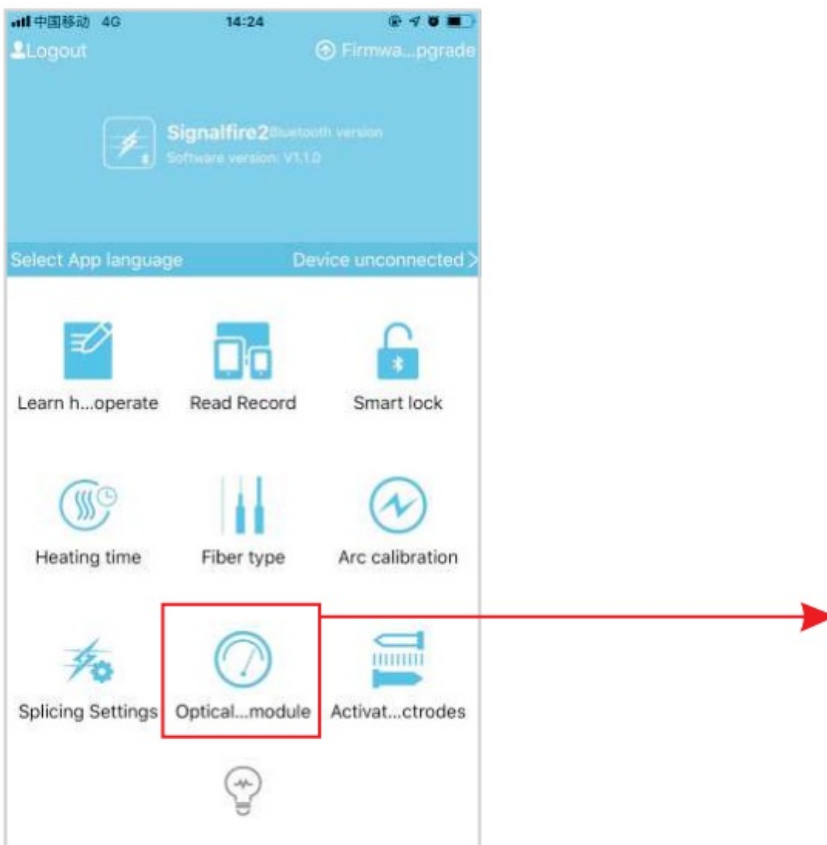 中国移动 4G 14:24
Logout Firmwa...pgrade
Signalfire2 Bluetooth version
Software version: V1.1.0
Select App language Device unconnected >
Learn h...operate Read Record Smart lock
Heating time Fiber type Arc calibration
Splicing Settings Optical...module Activat...ctrodes